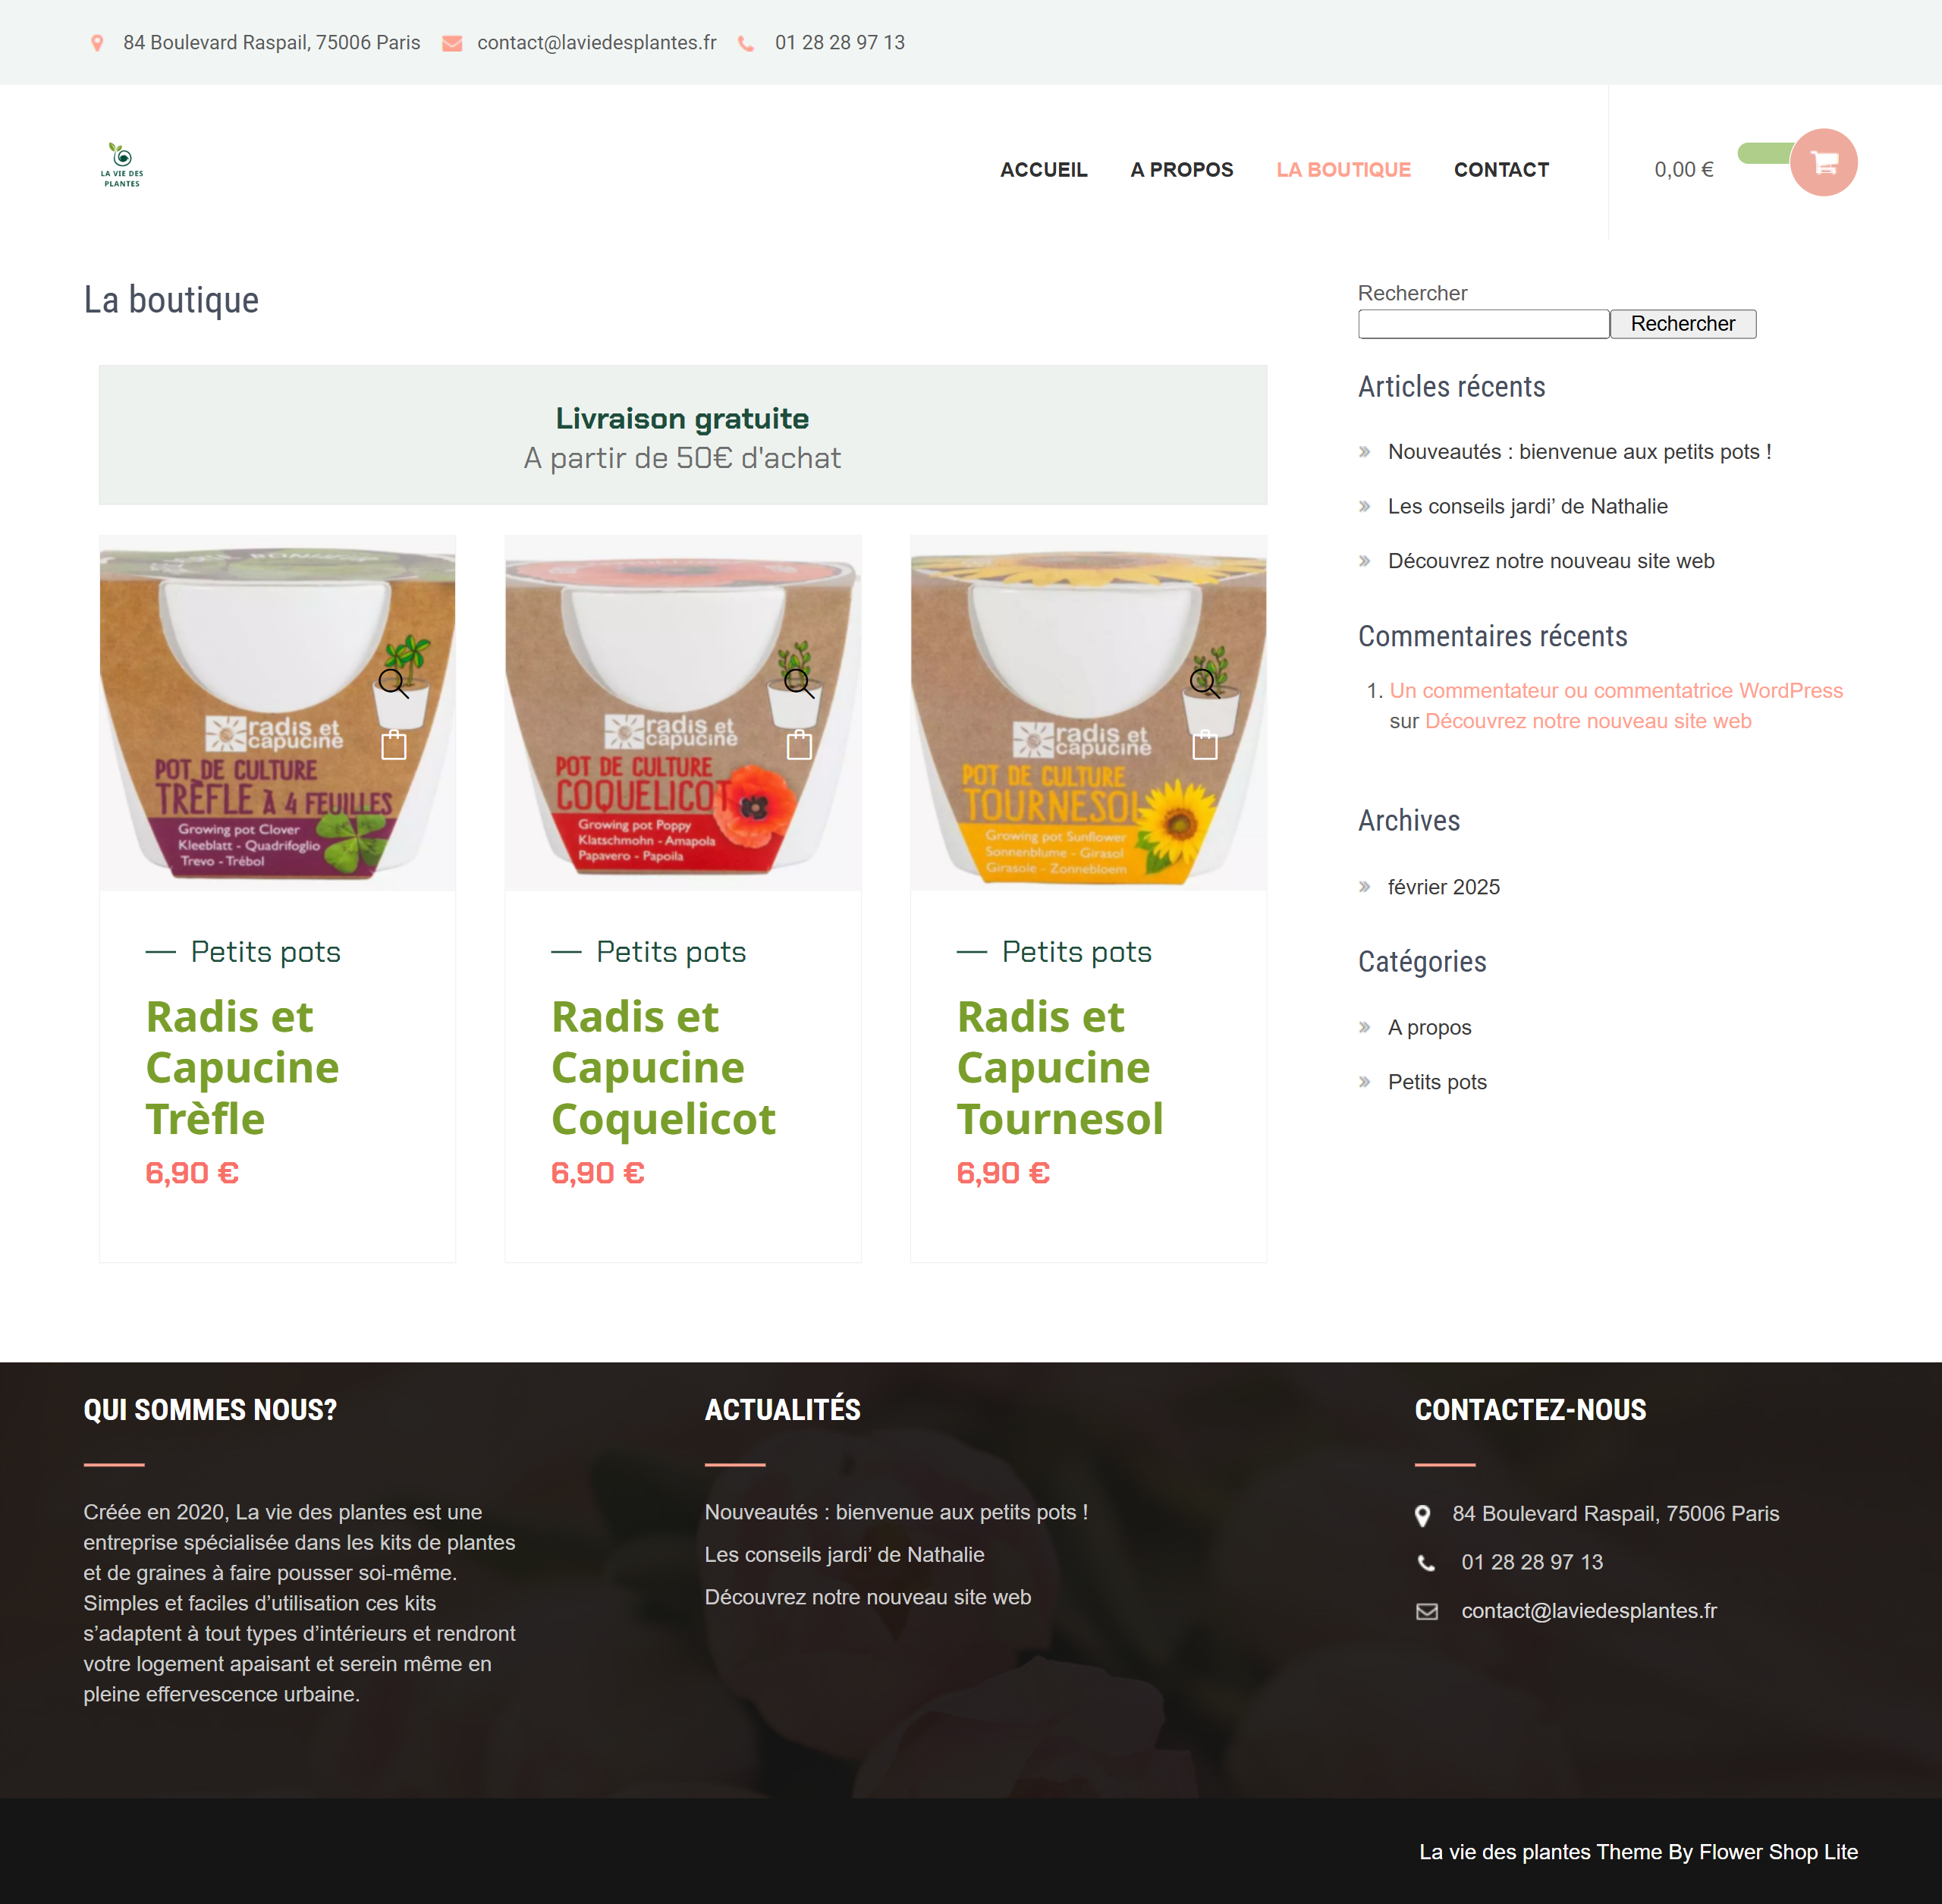 84 Boulevard Raspail, 75006 Paris
contact@laviedesplantes.fr
01 28 28 97 13
LA VIE DES
PLANTES
ACCUEIL
A PROPOS
LA BOUTIQUE
CONTACT
0,00 €
La boutique
Livraison gratuite
A partir de 50€ d'achat
radis et
capucine
POT DE CULTURE
TRÈFLE À 4 FEUILLES
Growing pot Clover
Kleeblatt - Quadrifoglio
Trevo - Trébol
Petits pots
Radis et
Capucine
Trèfle
6,90 €
radis et
capucine
POT DE CULTURE
COQUELICOT
Growing pot Poppy
Klatschmohn - Amapola
Papavero - Papoila
Petits pots
Radis et
Capucine
Coquelicot
6,90 €
radis et
capucine
POT DE CULTURE
TOURNESOL
Growing pot Sunflower
Sonnenblume - Girasol
Girasole - Zonnebloem
Petits pots
Radis et
Capucine
Tournesol
6,90 €
Rechercher
Rechercher
Articles récents
Nouveautés : bienvenue aux petits pots !
Les conseils jardi’ de Nathalie
Découvrez notre nouveau site web
Commentaires récents
1. Un commentateur ou commentatrice WordPress
sur Découvrez notre nouveau site web
Archives
février 2025
Catégories
A propos
Petits pots
QUI SOMMES NOUS?
Créée en 2020, La vie des plantes est une
entreprise spécialisée dans les kits de plantes
et de graines à faire pousser soi-même.
Simples et faciles d’utilisation ces kits
s’adaptent à tout types d’intérieurs et rendront
votre logement apaisant et serein même en
pleine effervescence urbaine.
ACTUALITÉS
Nouveautés : bienvenue aux petits pots !
Les conseils jardi’ de Nathalie
Découvrez notre nouveau site web
CONTACTEZ-NOUS
84 Boulevard Raspail, 75006 Paris
01 28 28 97 13
contact@laviedesplantes.fr
La vie des plantes Theme By Flower Shop Lite